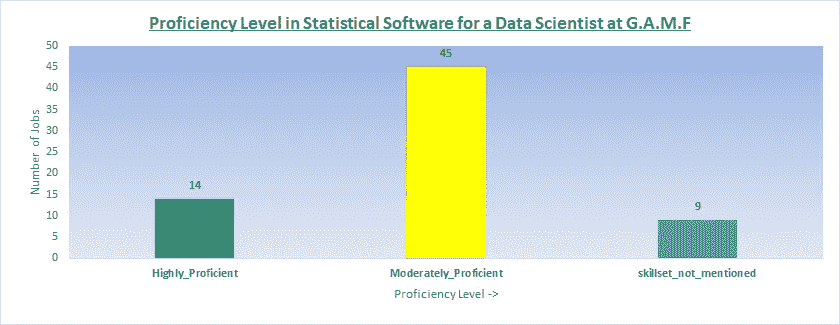 Proficiency Level in Statistical Software for a Data Scientist at G.A.M.F
Number of Jobs
50
45
40
35
30
25
20
15
10
5
0
14
45
9
Highly_Proficient
Moderately_Proficient
skillset_not_mentioned
Proficiency Level ->